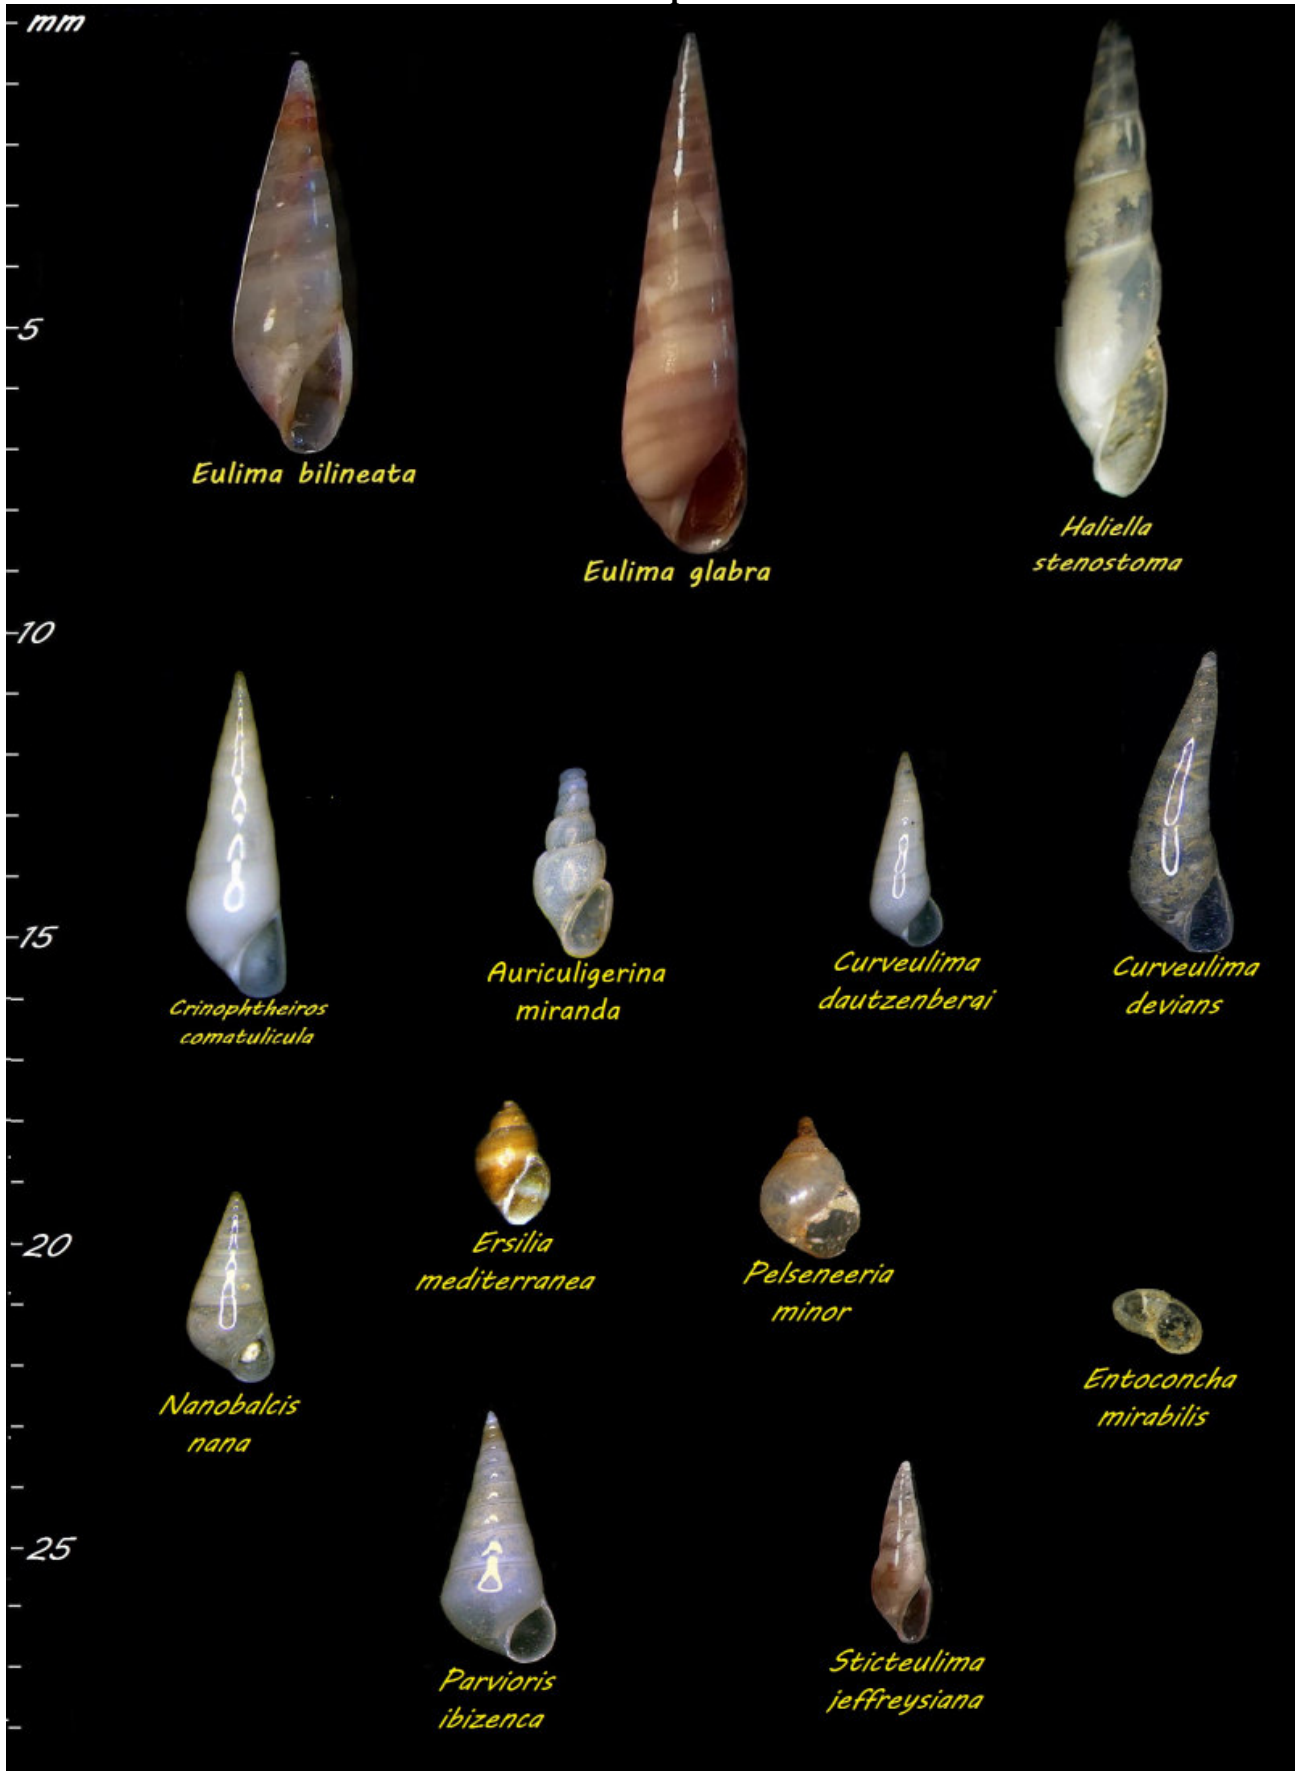 mm
5
Eulima bilineata
Eulima glabra
Haliella
stenostoma
10
15
Crinophtheiros
comatulicula
Auriculigerina
miranda
Curveulima
dautzenberai
Curveulima
devians
20
Ersilia
mediterranea
Pelseneeria
minor
Nanobalcis
nana
Entoconcha
mirabilis
25
Parvioris
ibizenca
Sticteulima
jeffreysiana